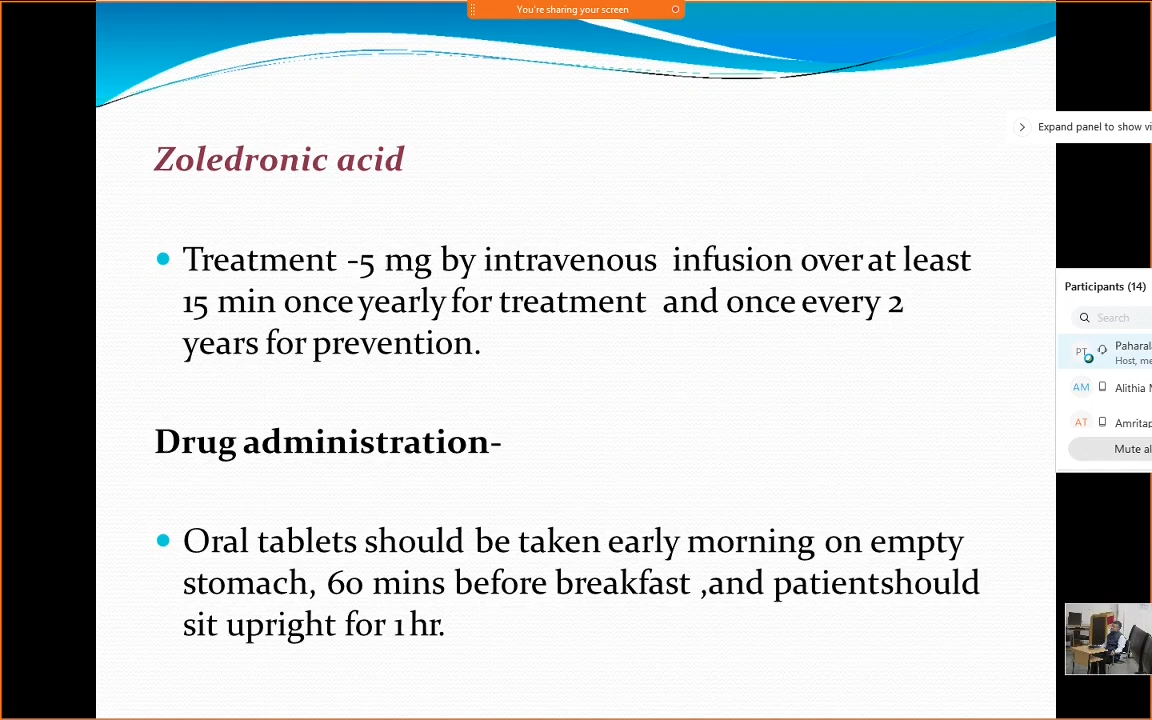 You're sharing your screen
Expand panel to show vi
Zoledronic acid
• Treatment -5 mg by intravenous infusion over at least
15 min once yearly for treatment and once every 2
years for prevention.
Drug administration-
• Oral tablets should be taken early morning on empty
stomach, 60 mins before breakfast ,and patientshould
sit upright for 1 hr.
Participants (14)
Search
PT Paharal
Host, me
AM Alithia M
AT Amritap
Mute al